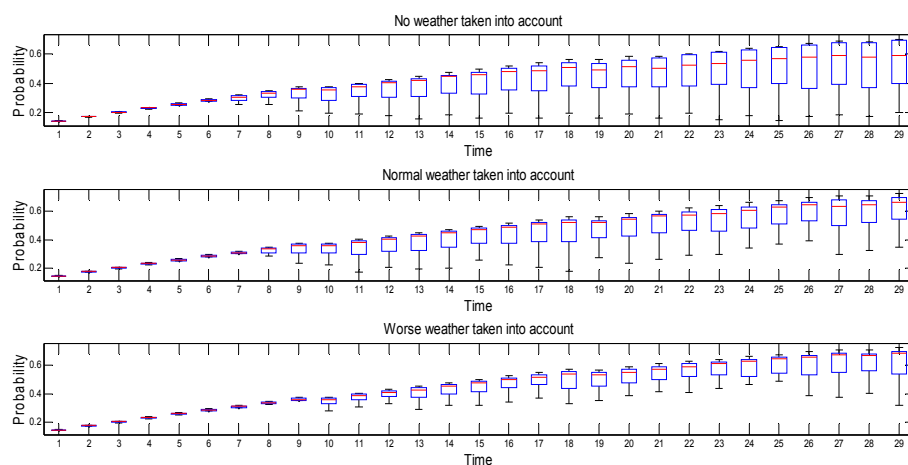 No weather taken into account
Probability
0.6
0.4
0.2
1 2 3 4 5 6 7 8 9 10 11 12 13 14 15 16 17 18 19 20 21 22 23 24 25 26 27 28 29
Time
Normal weather taken into account
Probability
0.6
0.4
0.2
1 2 3 4 5 6 7 8 9 10 11 12 13 14 15 16 17 18 19 20 21 22 23 24 25 26 27 28 29
Time
Worse weather taken into account
Probability
0.6
0.4
0.2
1 2 3 4 5 6 7 8 9 10 11 12 13 14 15 16 17 18 19 20 21 22 23 24 25 26 27 28 29
Time